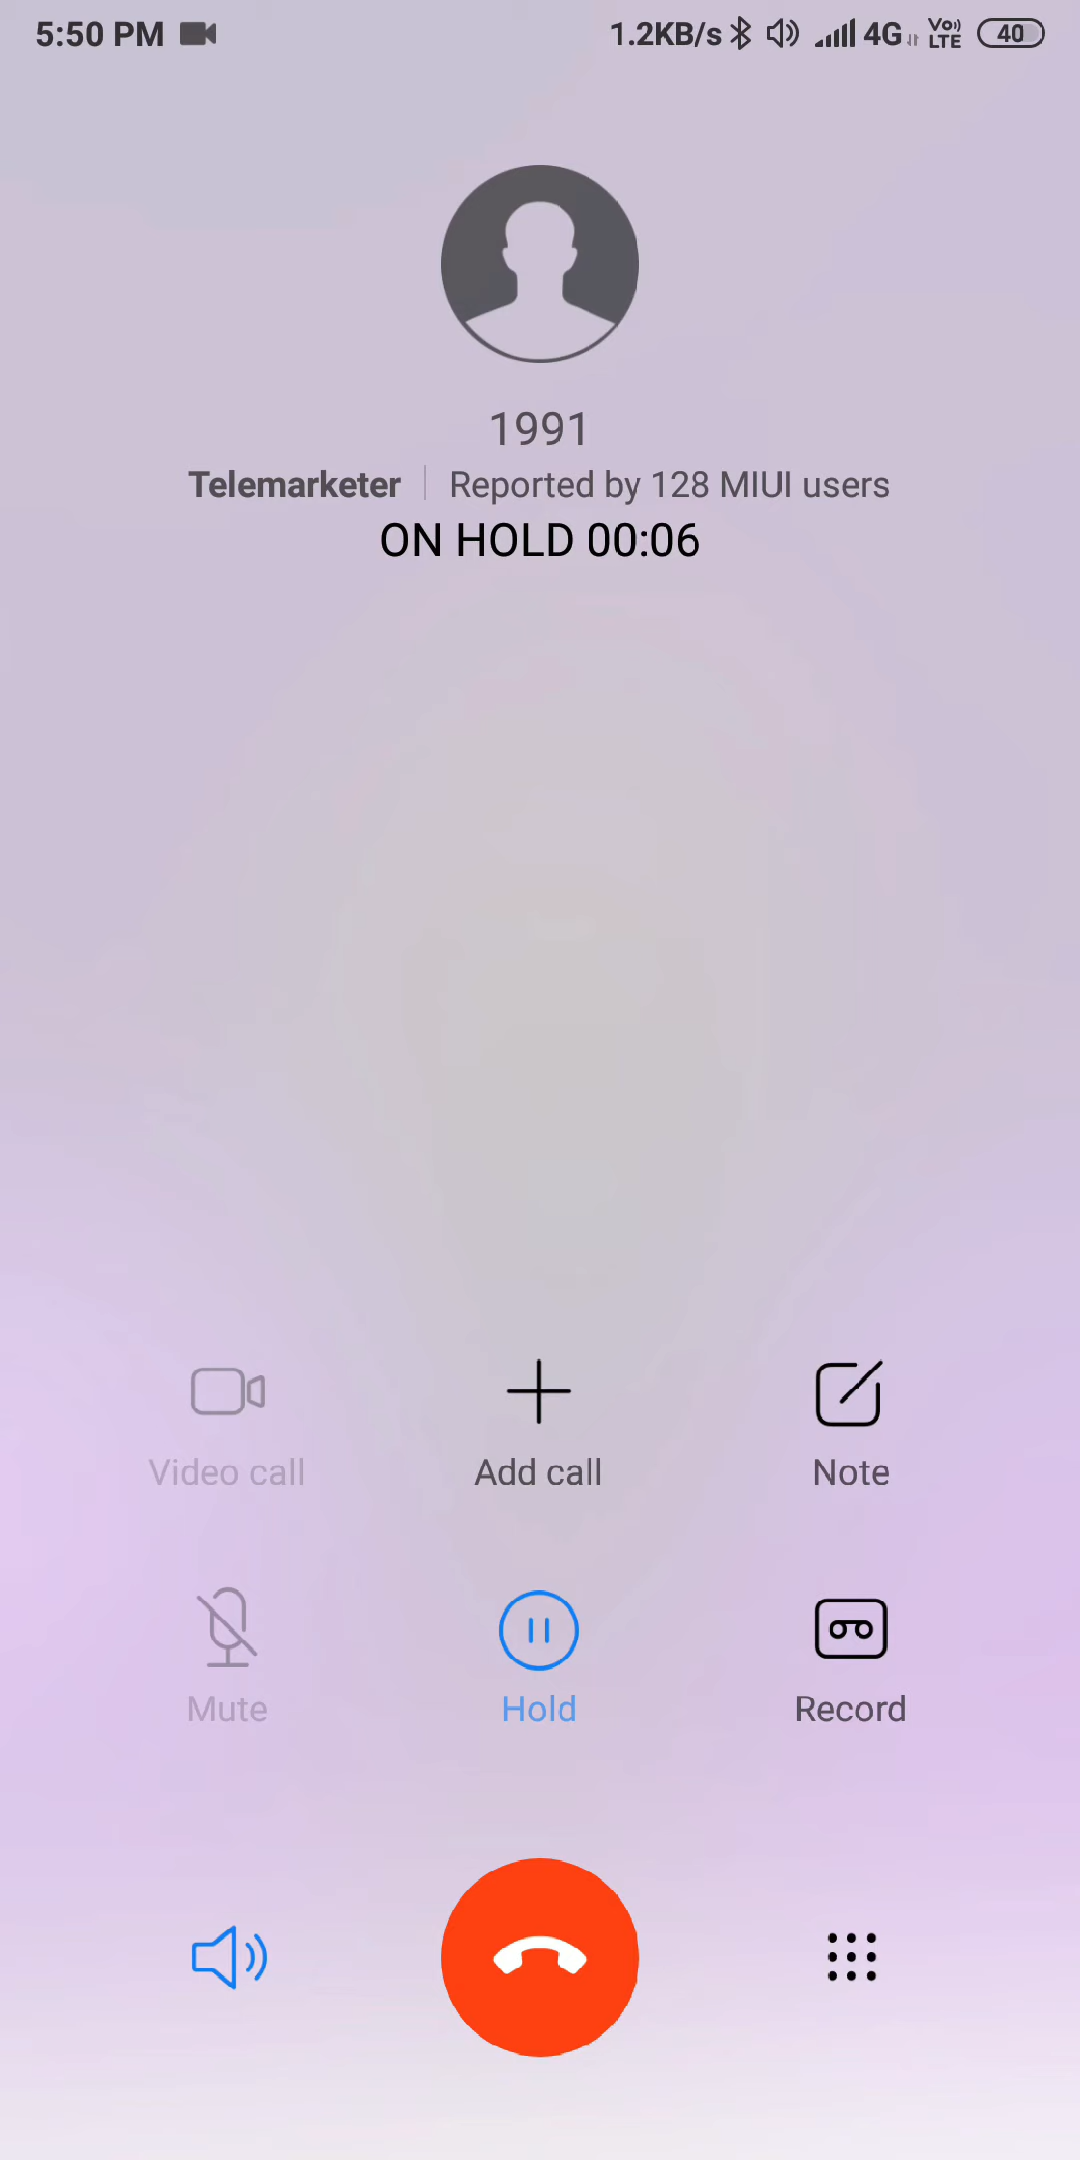 5:50 PM 1.2KB/s 4G Vo)) LTE 40
1991
Telemarketer | Reported by 128 MIUI users
ON HOLD 00:06
Video call Add call Note
Mute Hold Record